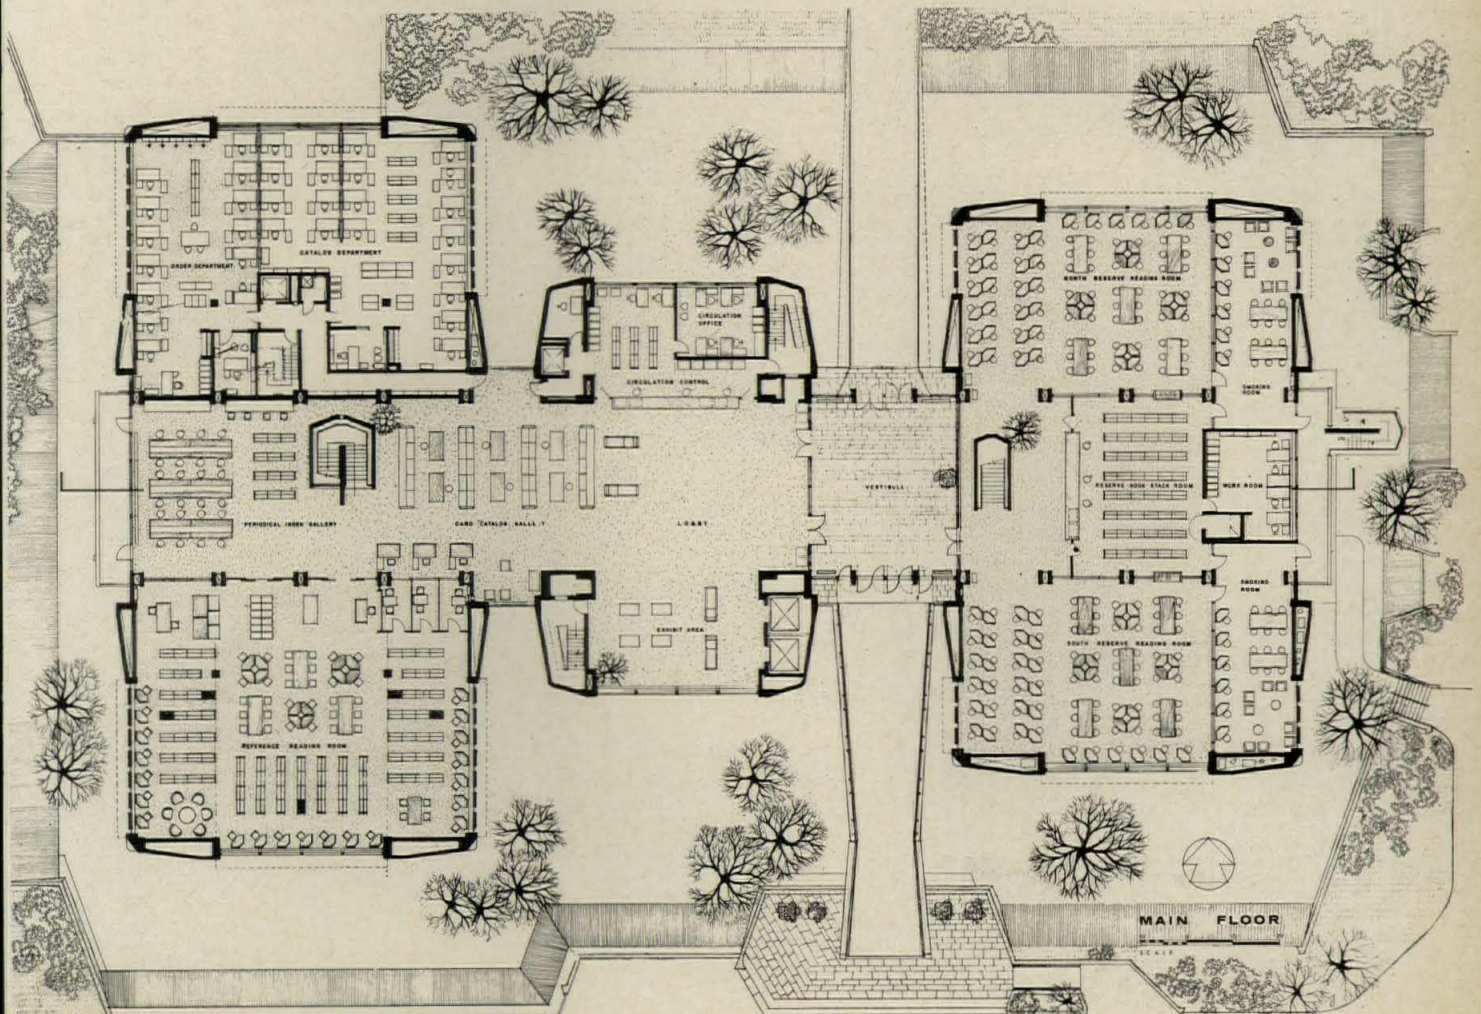 ORDER DEPARTMENT
CATALOG DEPARTMENT
CIRCULATION
OFFICE
CIRCULATION CONTROL
NORTH RESERVE READING ROOM
SMOKING
ROOM
RESERVE BOOK STACK ROOM
WORK ROOM
VESTIBULE
PERIODICAL INDEX GALLERY
CARD CATALOG GALLERY
LOBBY
EXHIBIT AREA
SMOKING
ROOM
SOUTH RESERVE READING ROOM
REFERENCE READING ROOM
MAIN FLOOR
SCALE